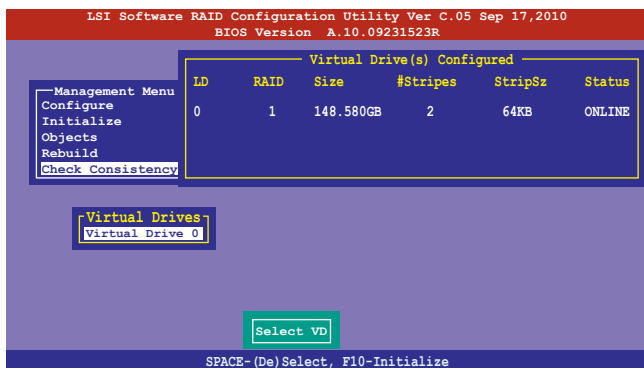 LSI Software RAID Configuration Utility Ver C.05 Sep 17,2010
BIOS Version A.10.09231523R
Virtual Drive(s) Configured
LD RAID Size #Stripes StripSz Status
0 1 148.580GB 2 64KB ONLINE
Management Menu
Configure
Initialize
Objects
Rebuild
Check Consistency
Virtual Drives
Virtual Drive 0
Select VD
SPACE-(De)Select, F10-Initialize